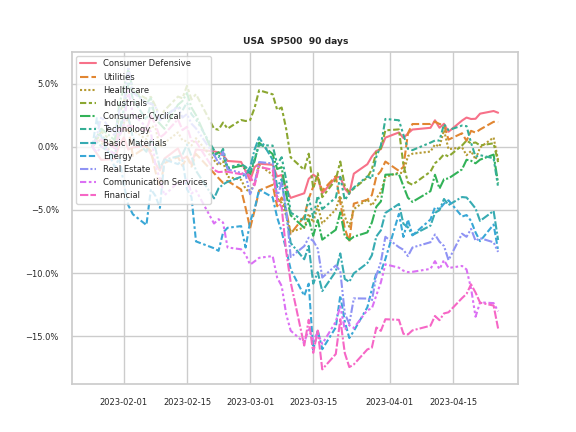 USA  SP500  90 days
5.0%
0.0%
−5.0%
−10.0%
−15.0%
Consumer Defensive
Utilities
Healthcare
Industrials
Consumer Cyclical
Technology
Basic Materials
Energy
Real Estate
Communication Services
Financial
2023-02-01
2023-02-15
2023-03-01
2023-03-15
2023-04-01
2023-04-15